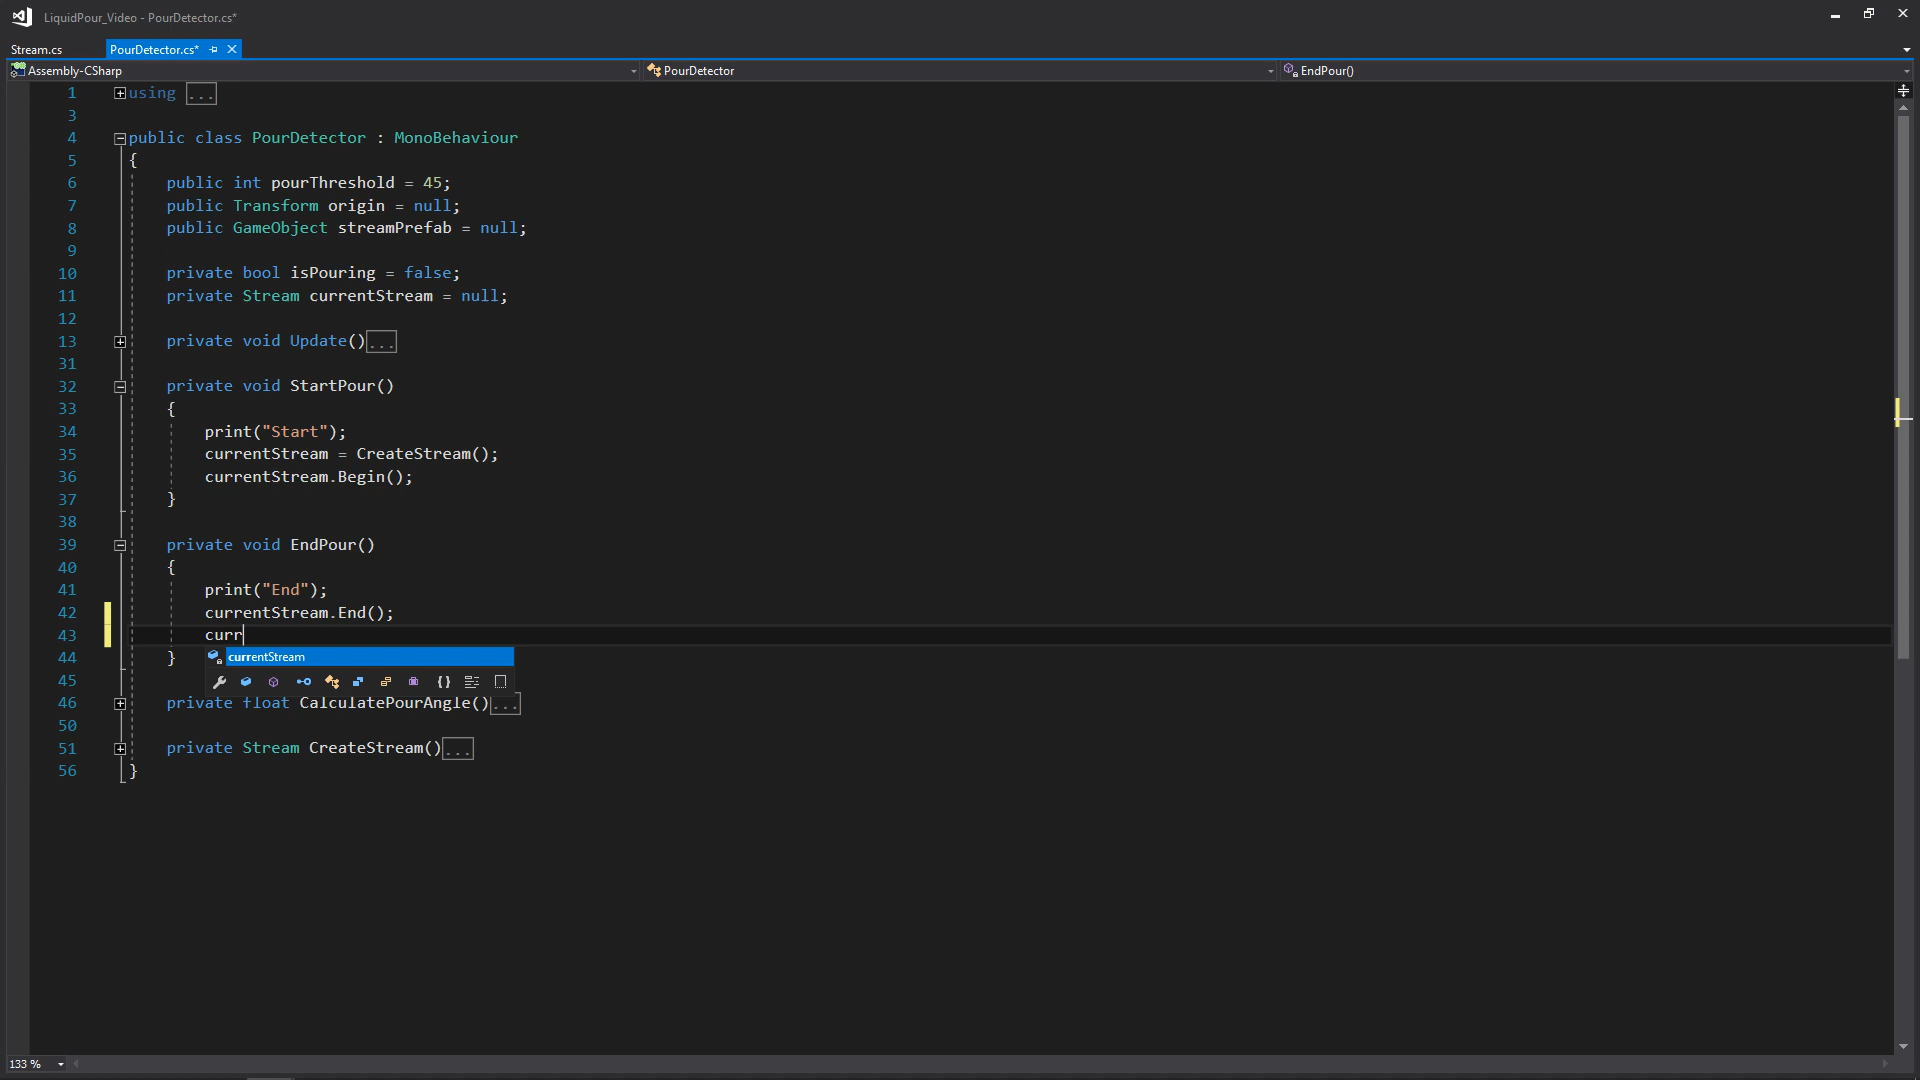 LiquidPour_Video - PourDetector.cs*
Stream.cs PourDetector.cs*
Assembly-CSharp PourDetector EndPour()
1 using ...
3
4 public class PourDetector : MonoBehaviour
5 {
6 public int pourThreshold = 45;
7 public Transform origin = null;
8 public GameObject streamPrefab = null;
9
10 private bool isPouring = false;
11 private Stream currentStream = null;
12
13 private void Update()...
31
32 private void StartPour()
33 {
34 print("Start");
35 currentStream = CreateStream();
36 currentStream.Begin();
37 }
38
39 private void EndPour()
40 {
41 print("End");
42 currentStream.End();
43 curr
currentStream
44 }
45
46 private float CalculatePourAngle()...
50
51 private Stream CreateStream()...
56 }
133 %